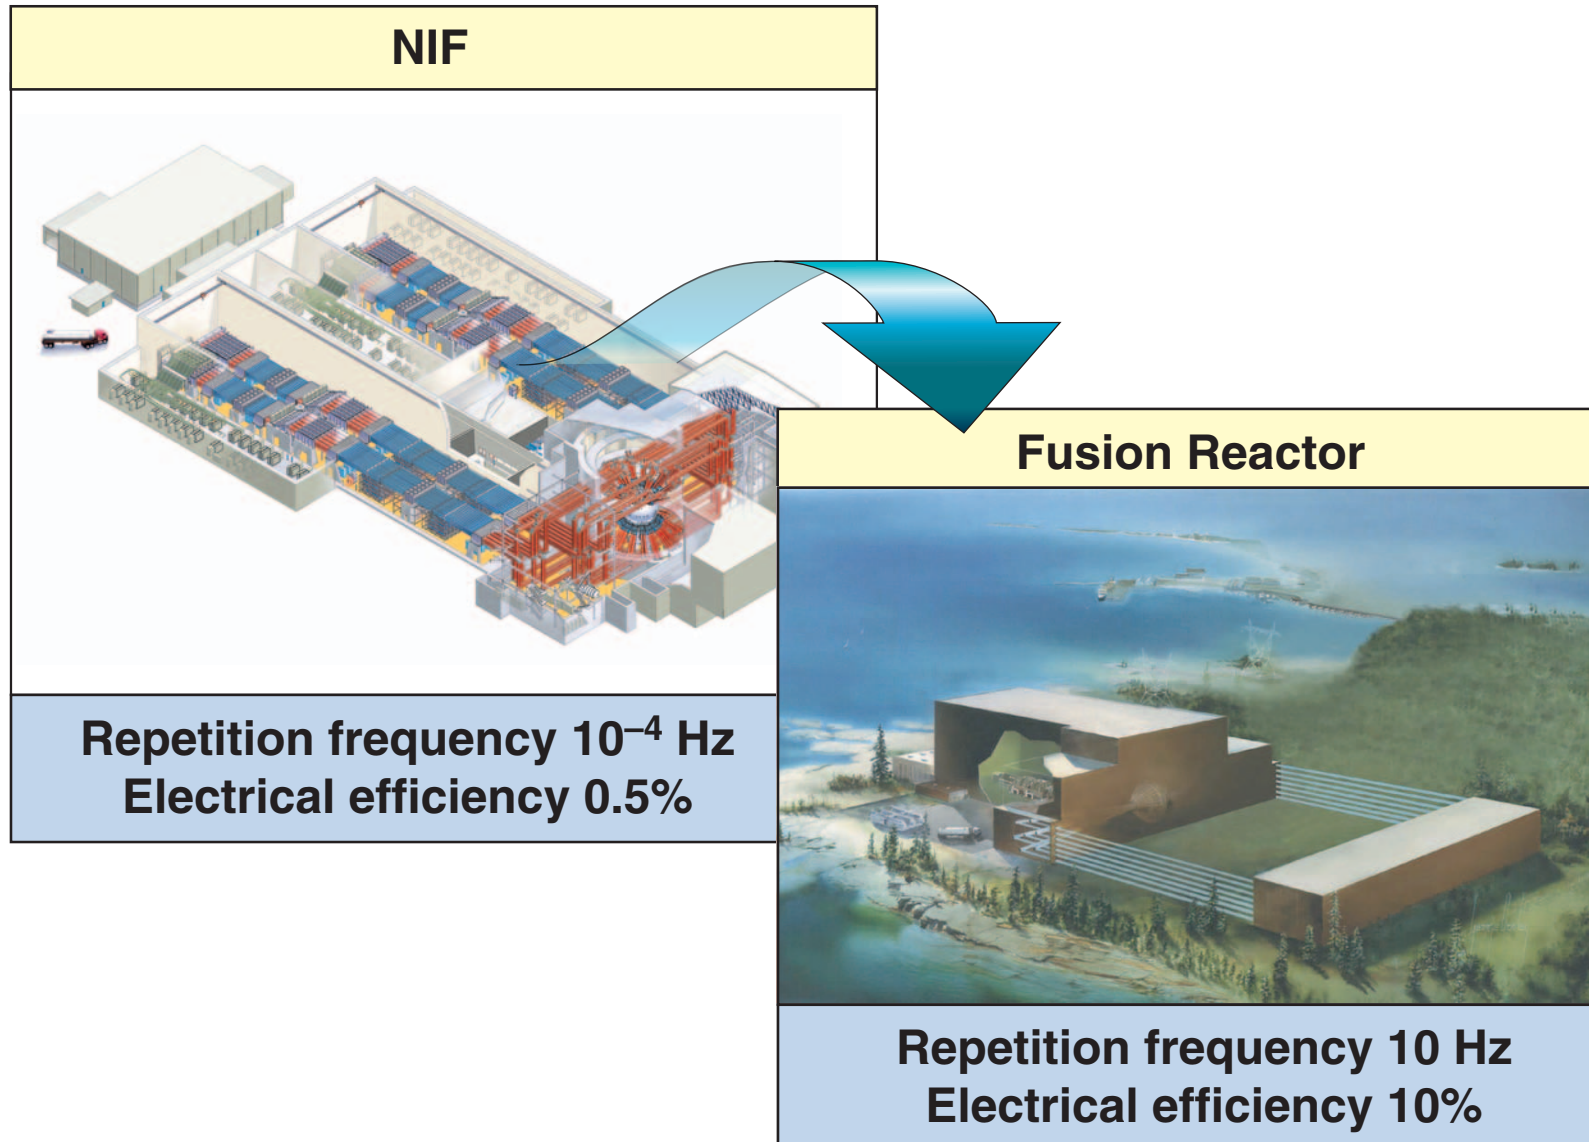 NIF
Repetition frequency 10⁻⁴ Hz
Electrical efficiency 0.5%
Fusion Reactor
Repetition frequency 10 Hz
Electrical efficiency 10%